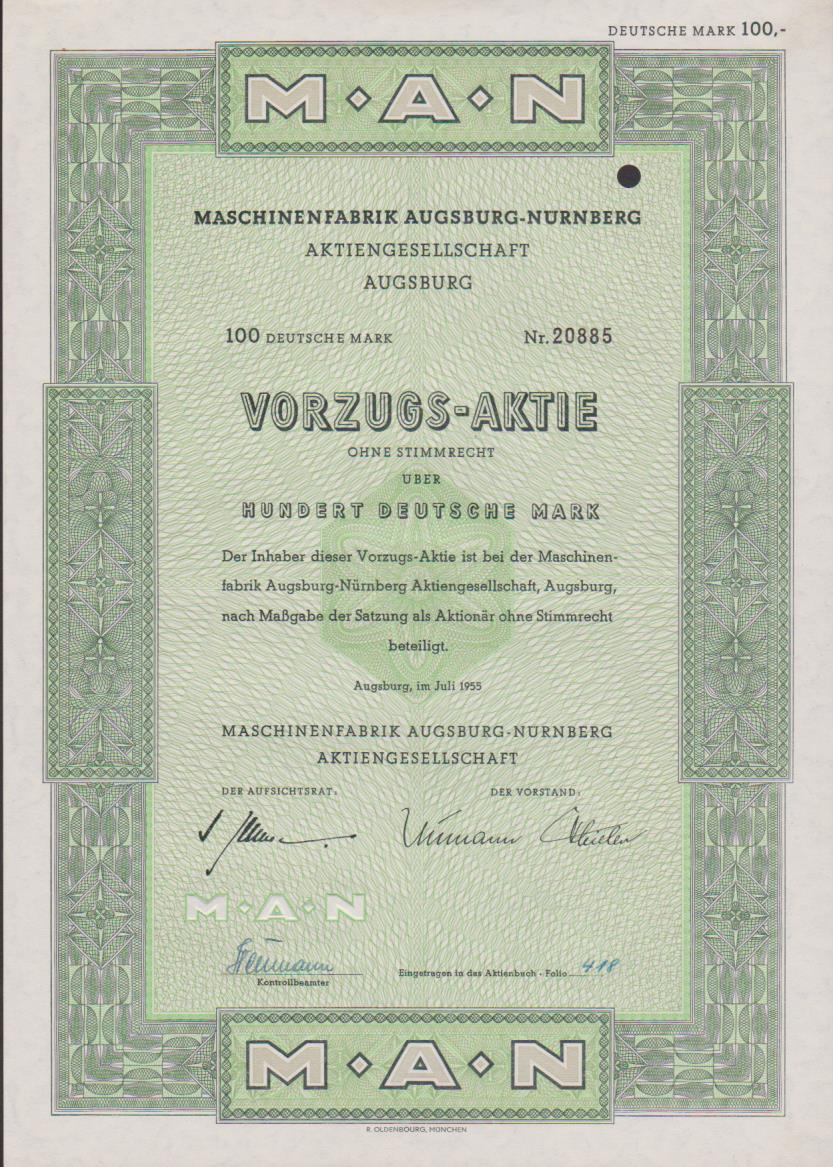 DEUTSCHE MARK 100,-
M·A·N
MASCHINENFABRIK AUGSBURG-NÜRNBERG
AKTIENGESELLSCHAFT
AUGSBURG
100 DEUTSCHE MARK Nr. 20885
VORZUGS-AKTIE
OHNE STIMMRECHT
ÜBER
HUNDERT DEUTSCHE MARK
Der Inhaber dieser Vorzugs-Aktie ist bei der Maschinen-
fabrik Augsburg-Nürnberg Aktiengesellschaft, Augsburg,
nach Maßgabe der Satzung als Aktionär ohne Stimmrecht
beteiligt.
Augsburg, im Juli 1955
MASCHINENFABRIK AUGSBURG-NÜRNBERG
AKTIENGESELLSCHAFT
DER AUFSICHTSRAT: DER VORSTAND:
M·A·N
Kontrollbeamter
Eingetragen in das Aktienbuch - Folio 418
M·A·N
R. OLDENBOURG, MÜNCHEN